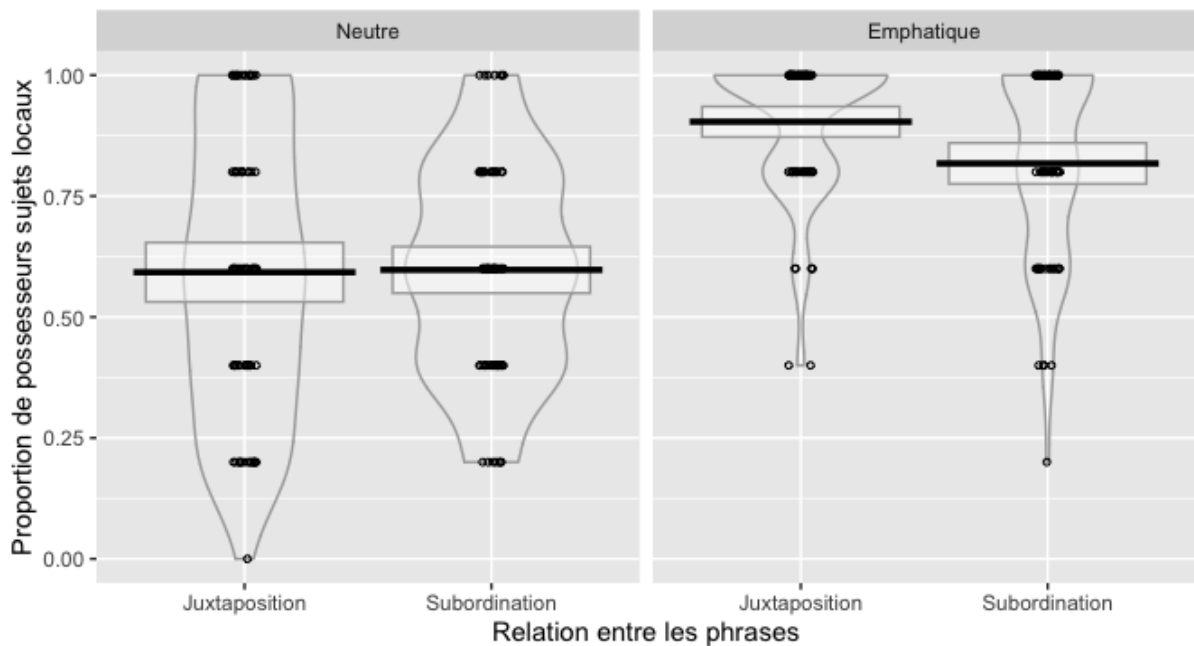 Neutre
Emphatique
Proportion de possesseurs sujets locaux
1.00
0.75
0.50
0.25
0.00
Juxtaposition
Subordination
Juxtaposition
Subordination
Relation entre les phrases